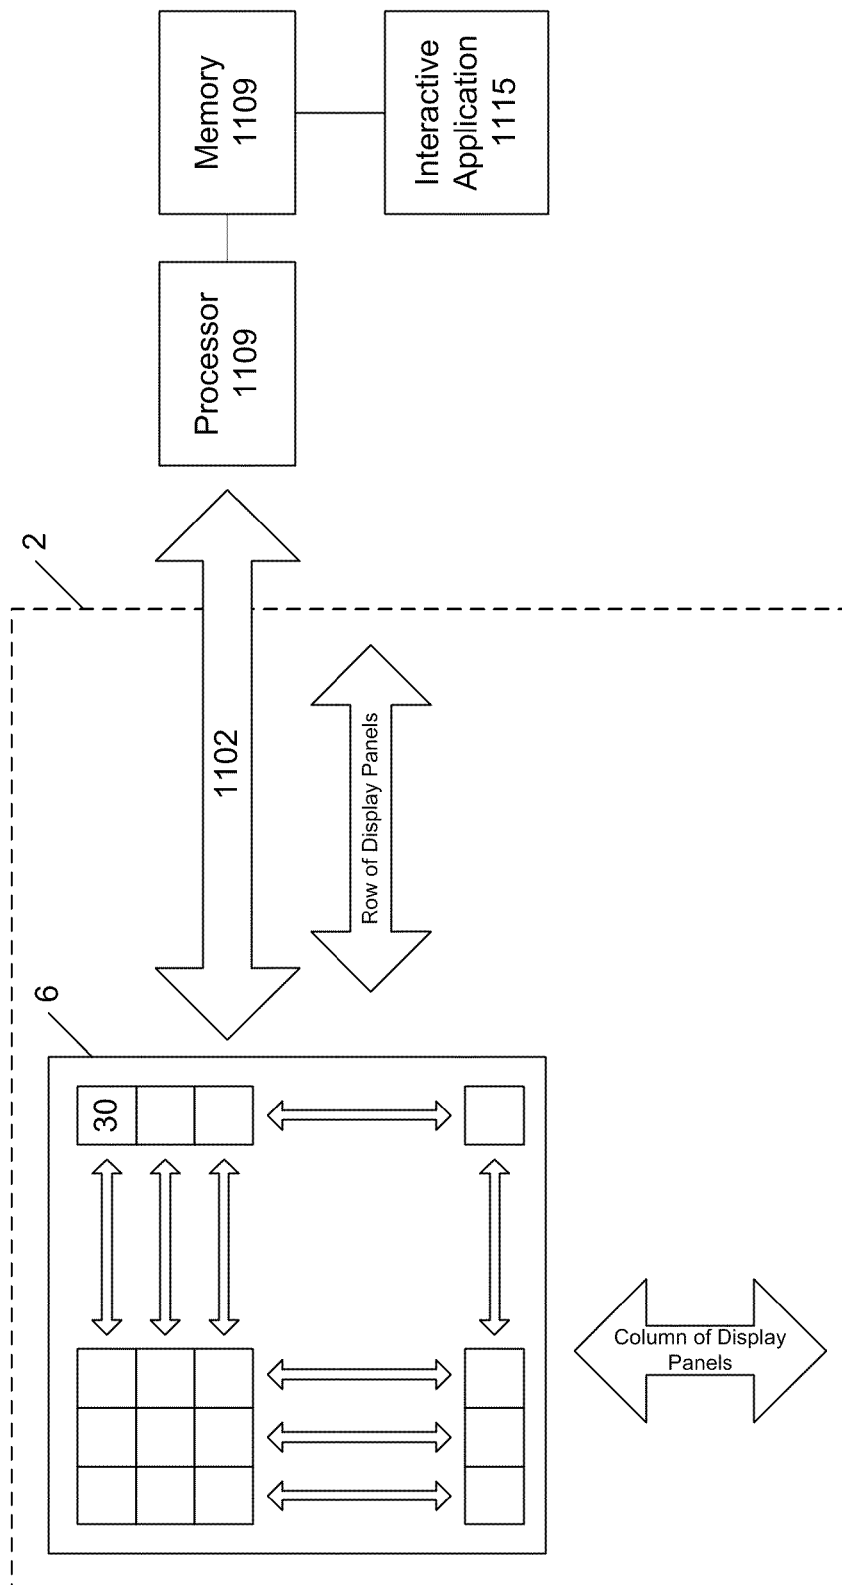 Memory
1109
Interactive
Application
1115
Processor
1109
2
1102
Row of Display Panels
6
30
Column of Display
Panels